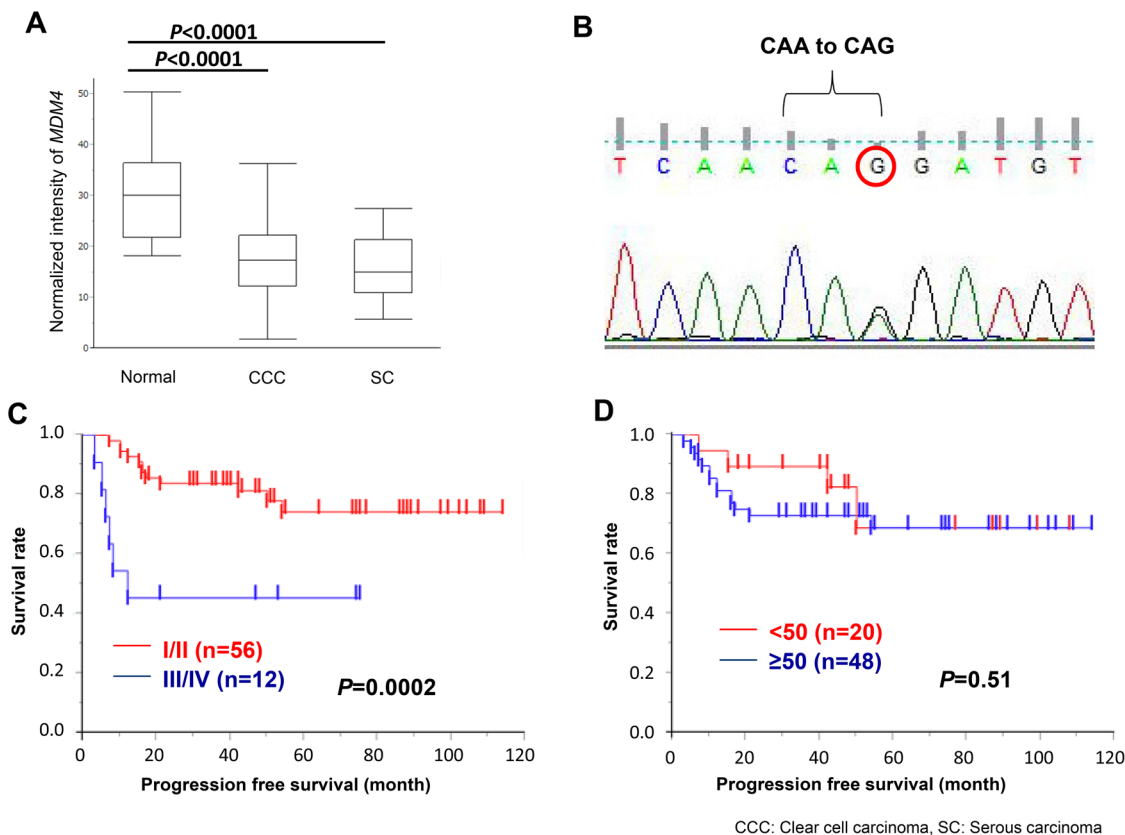 A
P<0.0001
P<0.0001
Normalized intensity of MDM4
50
40
30
20
10
0
Normal CCC SC
B
CAA to CAG
T C A A C A G G A T G T
C
1.0
0.8
0.6
0.4
0.2
0.0
Survival rate
I/II (n=56)
III/IV (n=12)
P=0.0002
0 20 40 60 80 100 120
Progression free survival (month)
D
1.0
0.8
0.6
0.4
0.2
0.0
Survival rate
<50 (n=20)
≥50 (n=48)
P=0.51
0 20 40 60 80 100 120
Progression free survival (month)
CCC: Clear cell carcinoma, SC: Serous carcinoma